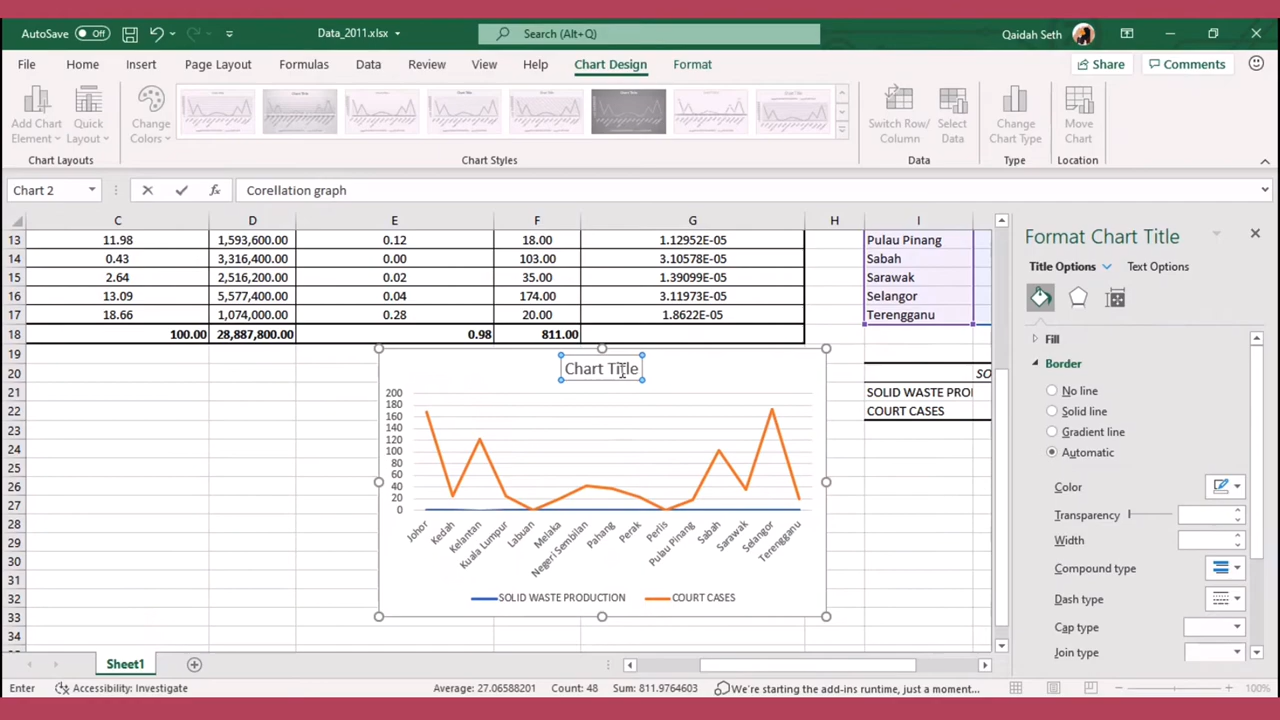 AutoSave Off Data_2011.xlsx Search (Alt+Q) Qaidah Seth
File Home Insert Page Layout Formulas Data Review View Help Chart Design Format Share Comments
Add Chart Element Quick Layout Change Colors Switch Row/ Column Select Data Change Chart Type Move Chart
Chart Layouts Chart Styles Data Type Location
Chart 2 fx Corellation graph
C D E F G H I
13 11.98 1,593,600.00 0.12 18.00 1.12952E-05 Pulau Pinang
14 0.43 3,316,400.00 0.00 103.00 3.10578E-05 Sabah
15 2.64 2,516,200.00 0.02 35.00 1.39099E-05 Sarawak
16 13.09 5,577,400.00 0.04 174.00 3.11973E-05 Selangor
17 18.66 1,074,000.00 0.28 20.00 1.8622E-05 Terengganu
18 100.00 28,887,800.00 0.98 811.00
19
20 SO
21 SOLID WASTE PROI
22 COURT CASES
23
24
25
26
27
28
29
30
31
32
33
34
Chart Title
200
180
160
140
120
100
80
60
40
20
0
Johor Kedah Kelantan Kuala Lumpur Labuan Melaka Negeri Sembilan Pahang Perak Perlis Pulau Pinang Sabah Sarawak Selangor Terengganu
SOLID WASTE PRODUCTION COURT CASES
Format Chart Title
Title Options Text Options
Fill
Border
No line
Solid line
Gradient line
Automatic
Color
Transparency
Width
Compound type
Dash type
Cap type
Join type
Sheet1
Enter Accessibility: Investigate Average: 27.06588201 Count: 48 Sum: 811.9764603 We're starting the add-ins runtime, just a moment... 100%